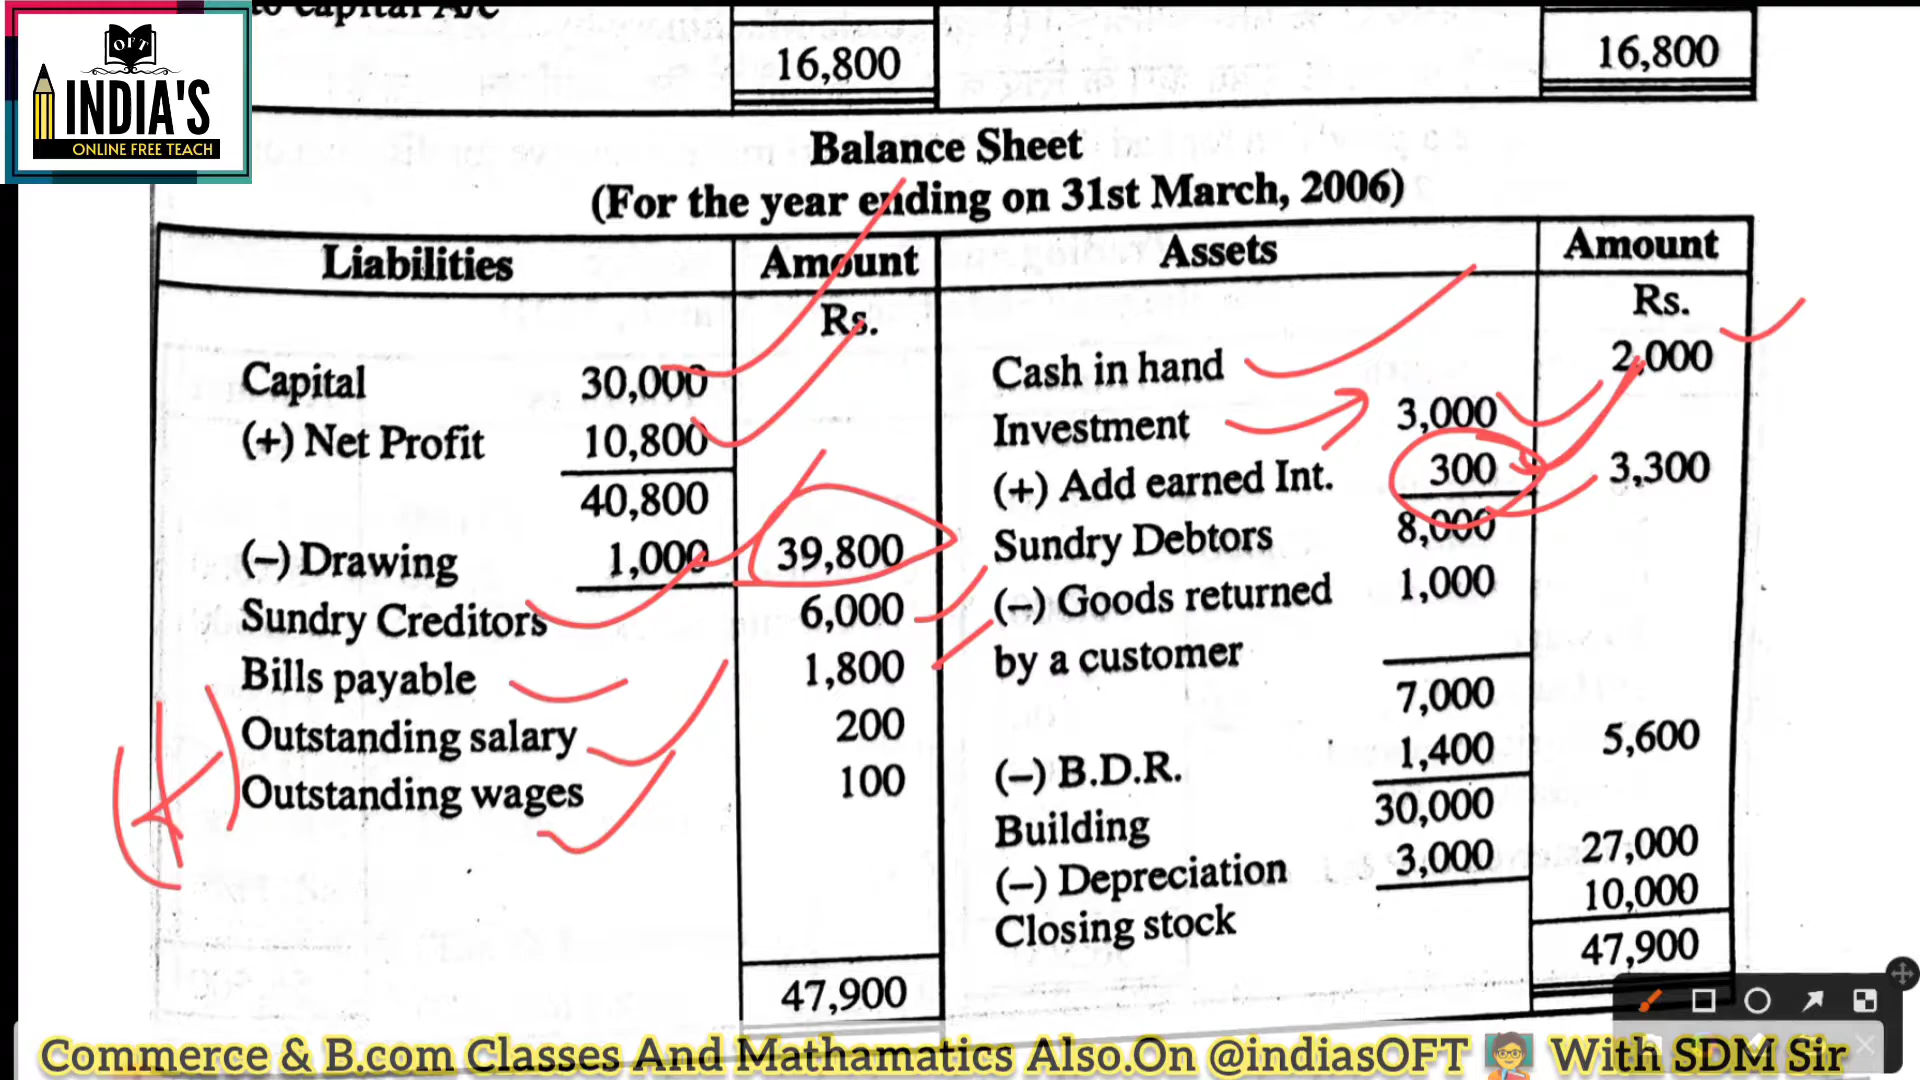 to capital A/c
16,800 16,800
OFT
INDIA'S
ONLINE FREE TEACH
Balance Sheet
(For the year ending on 31st March, 2006)
Liabilities Amount Assets Amount
Rs. Rs.
Capital 30,000 Cash in hand 2,000
(+) Net Profit 10,800 Investment 3,000
40,800 (+) Add earned Int. 300 3,300
(–) Drawing 1,000 39,800 Sundry Debtors 8,000
Sundry Creditors 6,000 (–) Goods returned 1,000
Bills payable 1,800 by a customer
7,000
Outstanding salary 200 (–) B.D.R. 1,400 5,600
Outstanding wages 100 Building 30,000
(–) Depreciation 3,000 27,000
Closing stock 10,000
47,900 47,900
Commerce & B.com Classes And Mathamatics Also.On @indiasOFT With SDM Sir